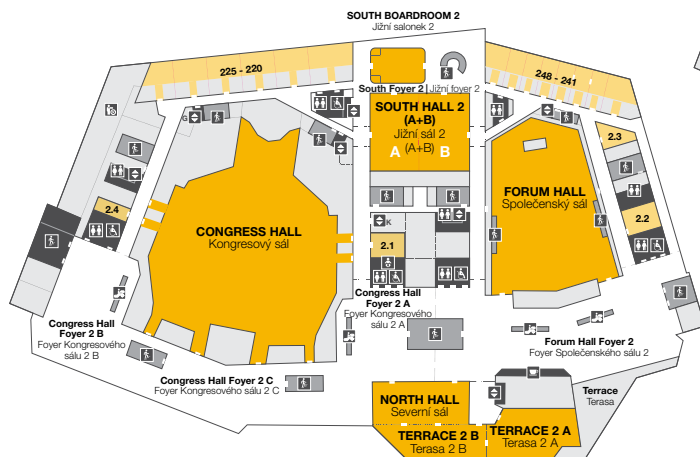 SOUTH BOARDROOM 2
Jižní salonek 2
225 - 220
248 - 241
South Foyer 2 | Jižní foyer 2
SOUTH HALL 2
(A+B)
Jižní sál 2
(A+B)
A B
G
2.3
2.4
2.2
FORUM HALL
Společenský sál
CONGRESS HALL
Kongresový sál
K
2.1
Congress Hall
Foyer 2 A
Foyer Kongresového
sálu 2 A
Congress Hall
Foyer 2 B
Foyer Kongresového
sálu 2 B
Forum Hall Foyer 2
Foyer Společenského sálu 2
Congress Hall Foyer 2 C
Foyer Kongresového sálu 2 C
NORTH HALL
Severní sál
Terrace
Terasa
TERRACE 2 B
Terasa 2 B
TERRACE 2 A
Terasa 2 A